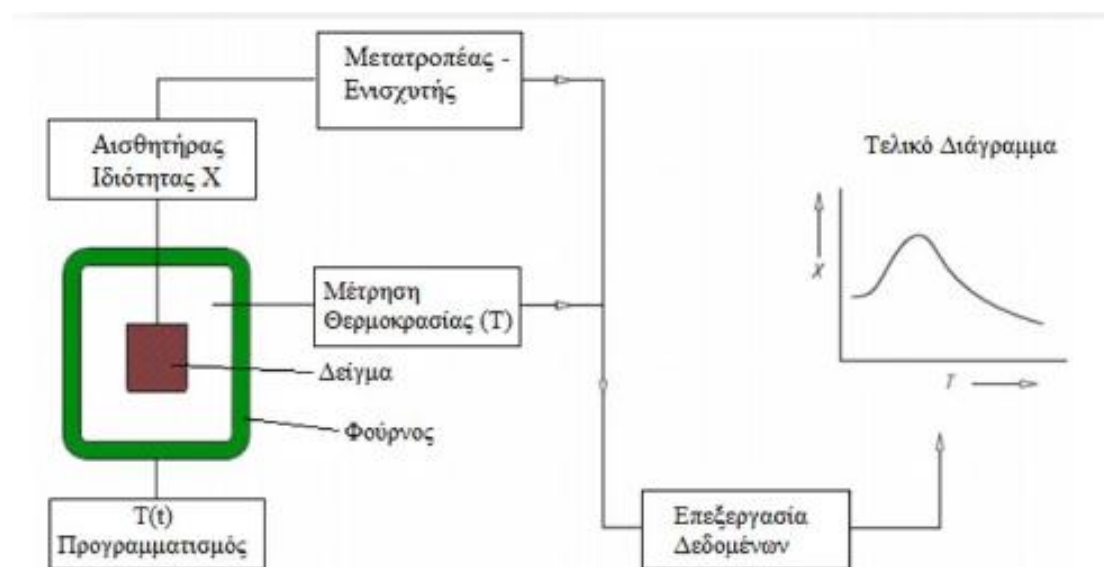 Μετατροπέας -
Ενισχυτής
Αισθητήρας
Ιδιότητας Χ
Τελικό Διάγραμμα
X
T
Μέτρηση
Θερμοκρασίας (Τ)
Δείγμα
Φούρνος
T(t)
Προγραμματισμός
Επεξεργασία
Δεδομένων